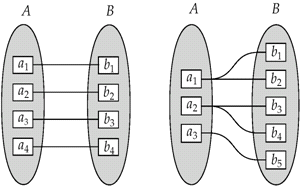 A B
a1 b1
a2 b2
a3 b3
a4 b4
A B
b1
a1 b2
a2 b3
a3 b4
b5